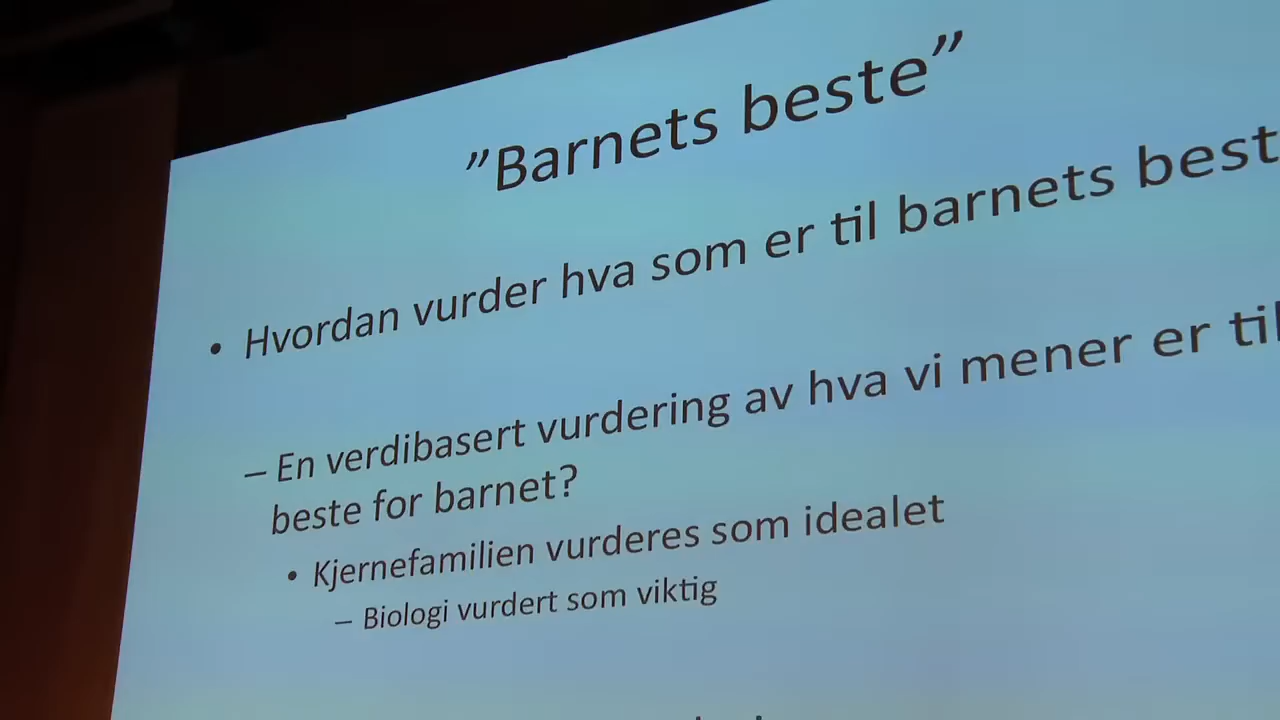 ”Barnets beste”
• Hvordan vurder hva som er til barnets best
– En verdibasert vurdering av hva vi mener er til
beste for barnet?
• Kjernefamilien vurderes som idealet
– Biologi vurdert som viktig